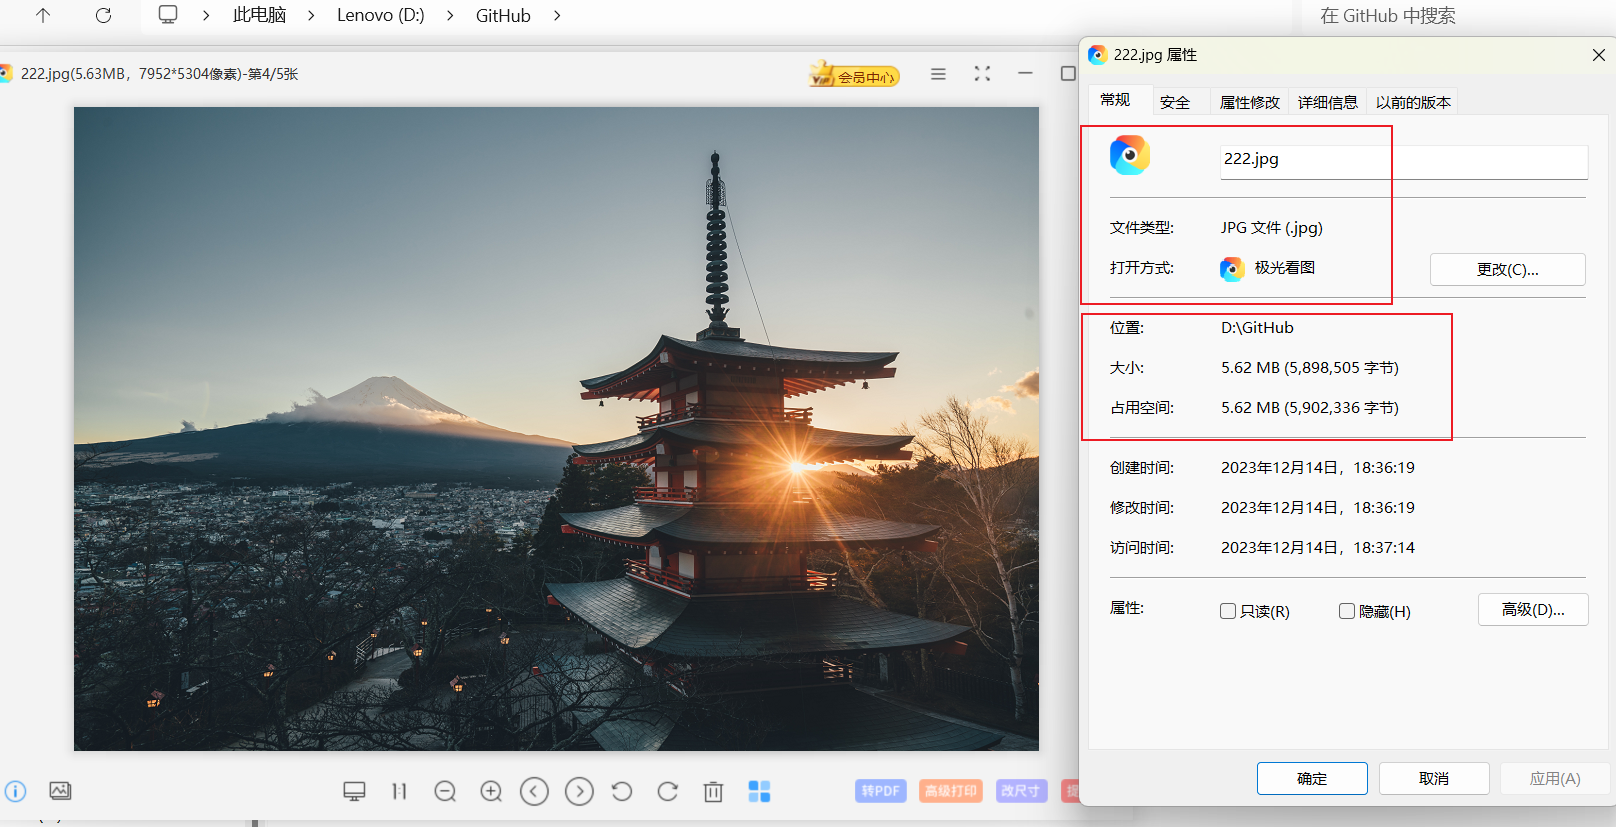 此电脑 > Lenovo (D:) > GitHub >
在 GitHub 中搜索
222.jpg(5.63MB，7952*5304像素)-第4/5张
VIP 会员中心
222.jpg 属性
常规 安全 属性修改 详细信息 以前的版本
222.jpg
文件类型: JPG 文件 (.jpg)
打开方式: 极光看图 更改(C)...
位置: D:\GitHub
大小: 5.62 MB (5,898,505 字节)
占用空间: 5.62 MB (5,902,336 字节)
创建时间: 2023年12月14日，18:36:19
修改时间: 2023年12月14日，18:36:19
访问时间: 2023年12月14日，18:37:14
属性: 只读(R) 隐藏(H) 高级(D)...
1:1 转PDF 高级打印 改尺寸
确定 取消 应用(A)